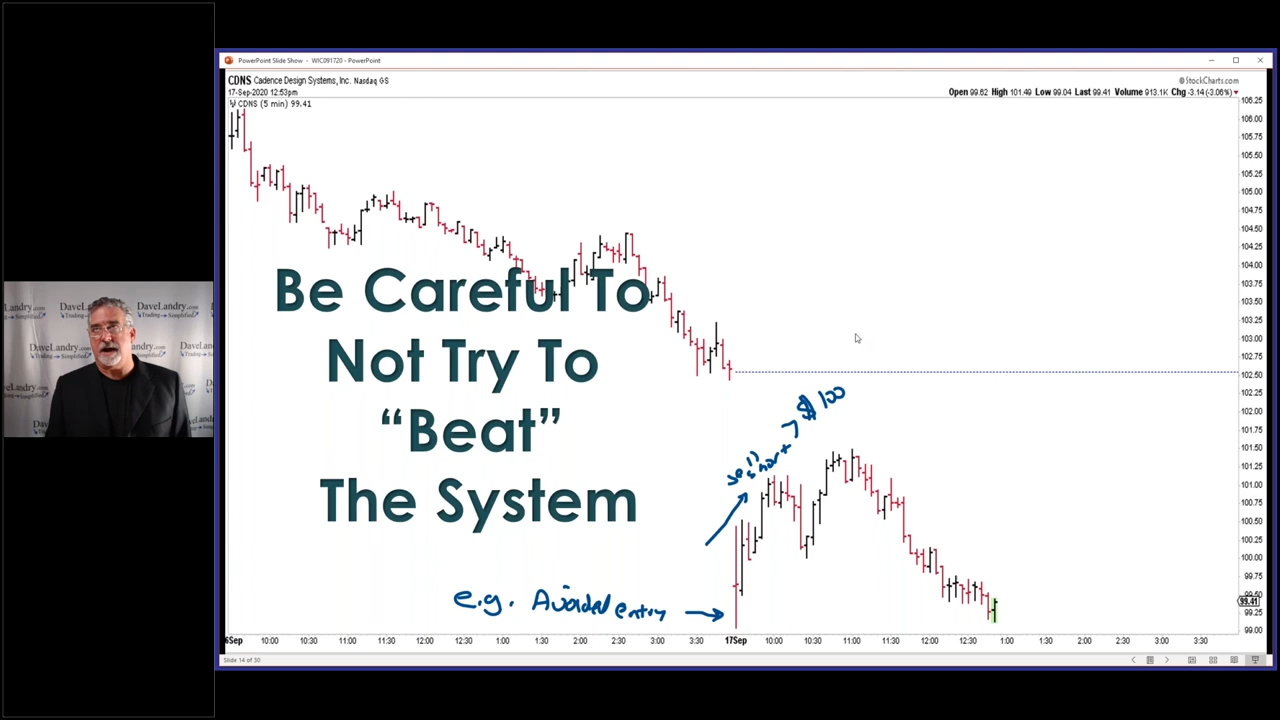 PowerPoint Slide Show - WIC091720 - PowerPoint
CDNS Cadence Design Systems, Inc. Nasdaq GS
© StockCharts.com
17-Sep-2020 12:53pm
Open 99.62 High 101.49 Low 99.04 Last 99.41 Volume 913.1K Chg -3.14 (-3.06%)
CDNS (5 min) 99.41
106.25
106.00
105.75
105.50
105.25
105.00
104.75
104.50
104.25
104.00
103.75
103.50
103.25
103.00
102.75
102.50
102.25
102.00
101.75
101.50
101.25
101.00
100.75
100.50
100.25
100.00
99.75
99.50
99.41
99.25
99.00
Be Careful To
Not Try To
“Beat”
The System
$100
e.g. Avoided entry
6Sep 10:00 10:30 11:00 11:30 12:00 12:30 1:00 1:30 2:00 2:30 3:00 3:30 17Sep 10:00 10:30 11:00 11:30 12:00 12:30 1:00 1:30 2:00 2:30 3:00 3:30
Slide 14 of 30
DaveLandry.com
Trading Simplified